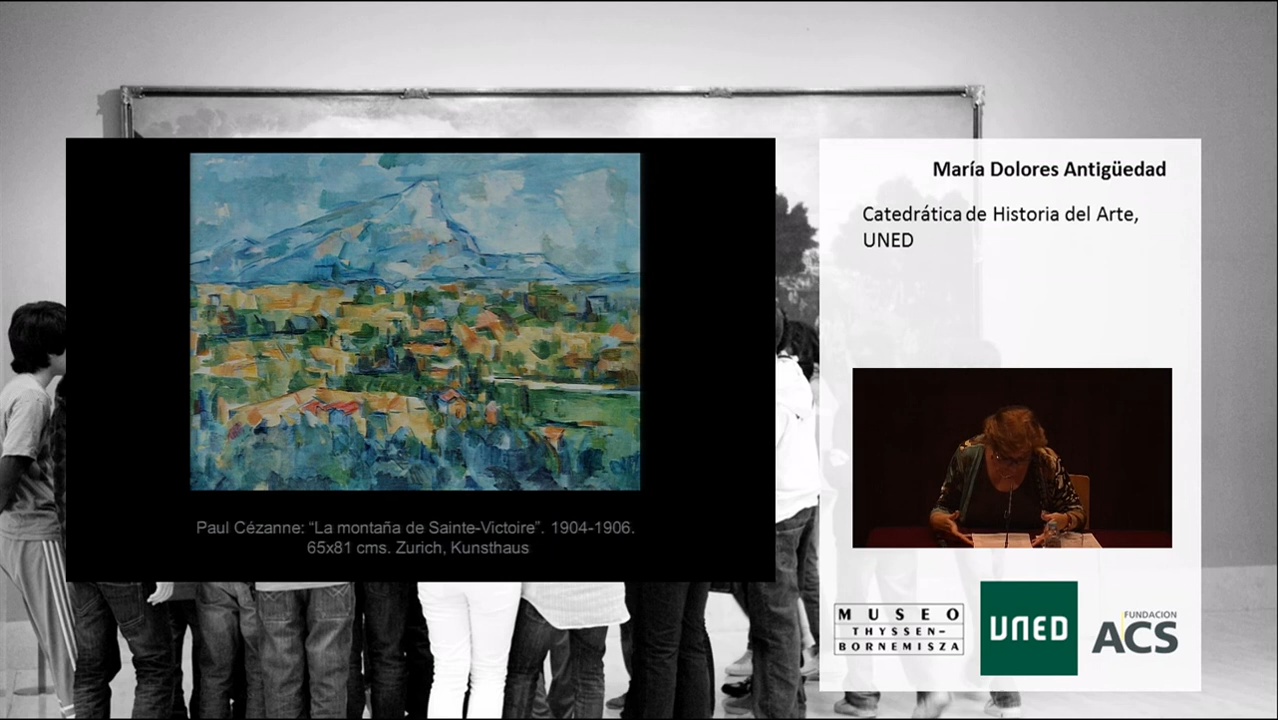 Paul Cézanne: “La montaña de Sainte-Victoire”. 1904-1906.
65x81 cms. Zurich, Kunsthaus
María Dolores Antigüedad
Catedrática de Historia del Arte,
UNED
MUSEO
THYSSEN-
BORNEMISZA
UNED
FUNDACION
ACS